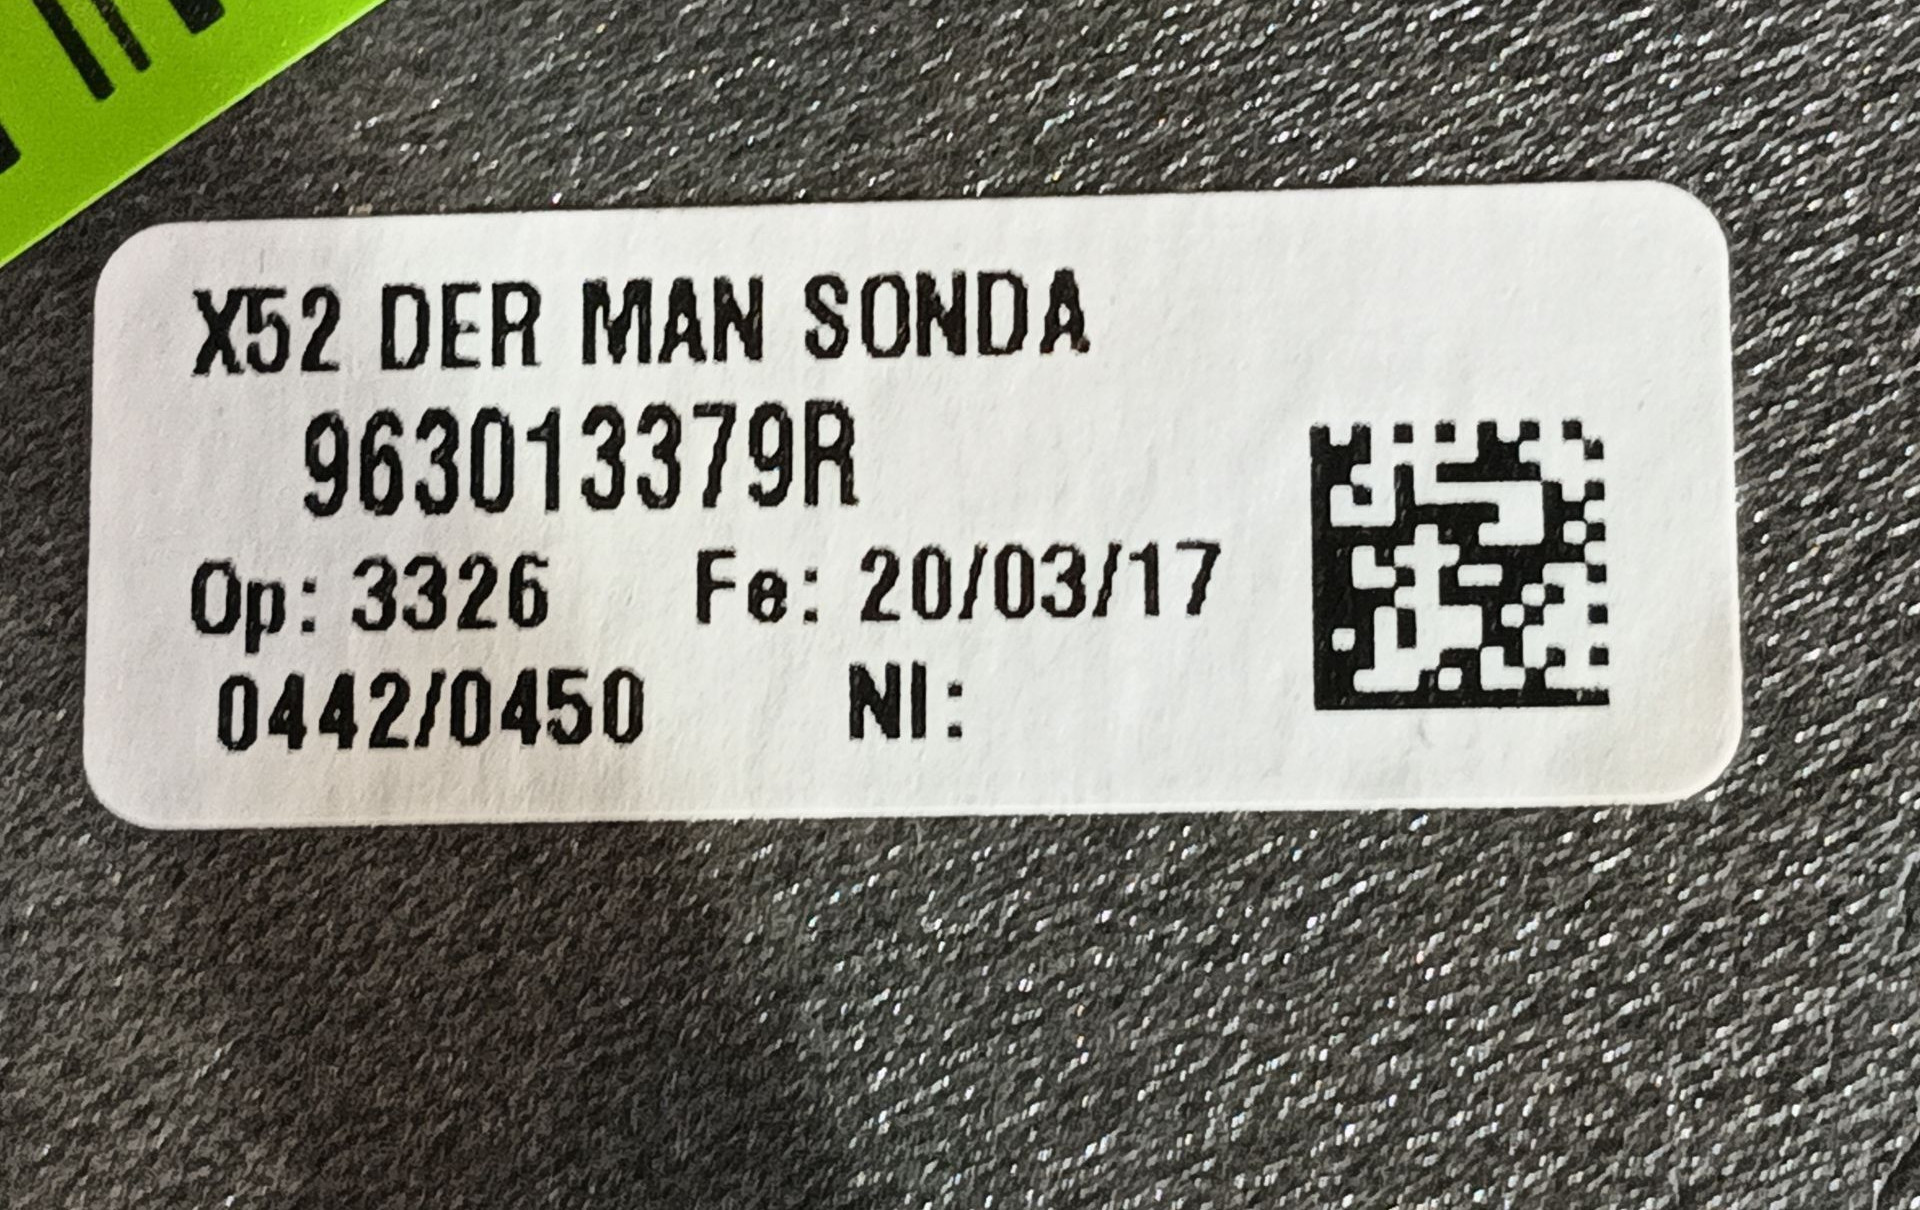 X52 DER MAN SONDA
963013379R
Op: 3326 Fe: 20/03/17
0442/0450 NI: